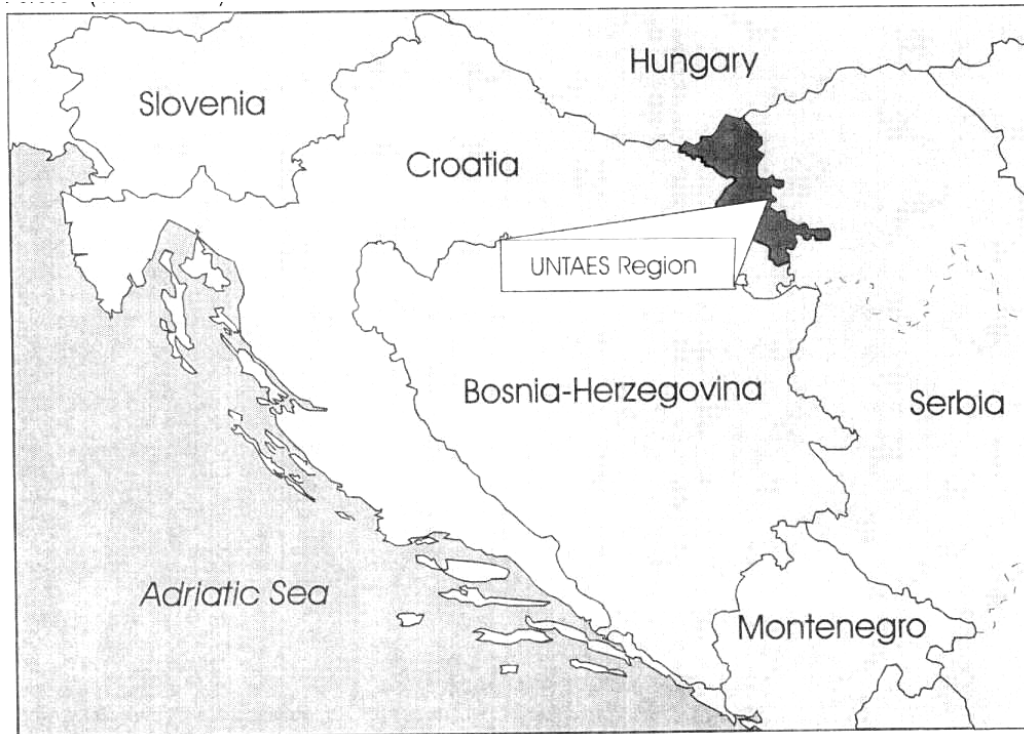 Hungary
Slovenia
Croatia
UNTAES Region
Bosnia-Herzegovina
Serbia
Adriatic Sea
Montenegro